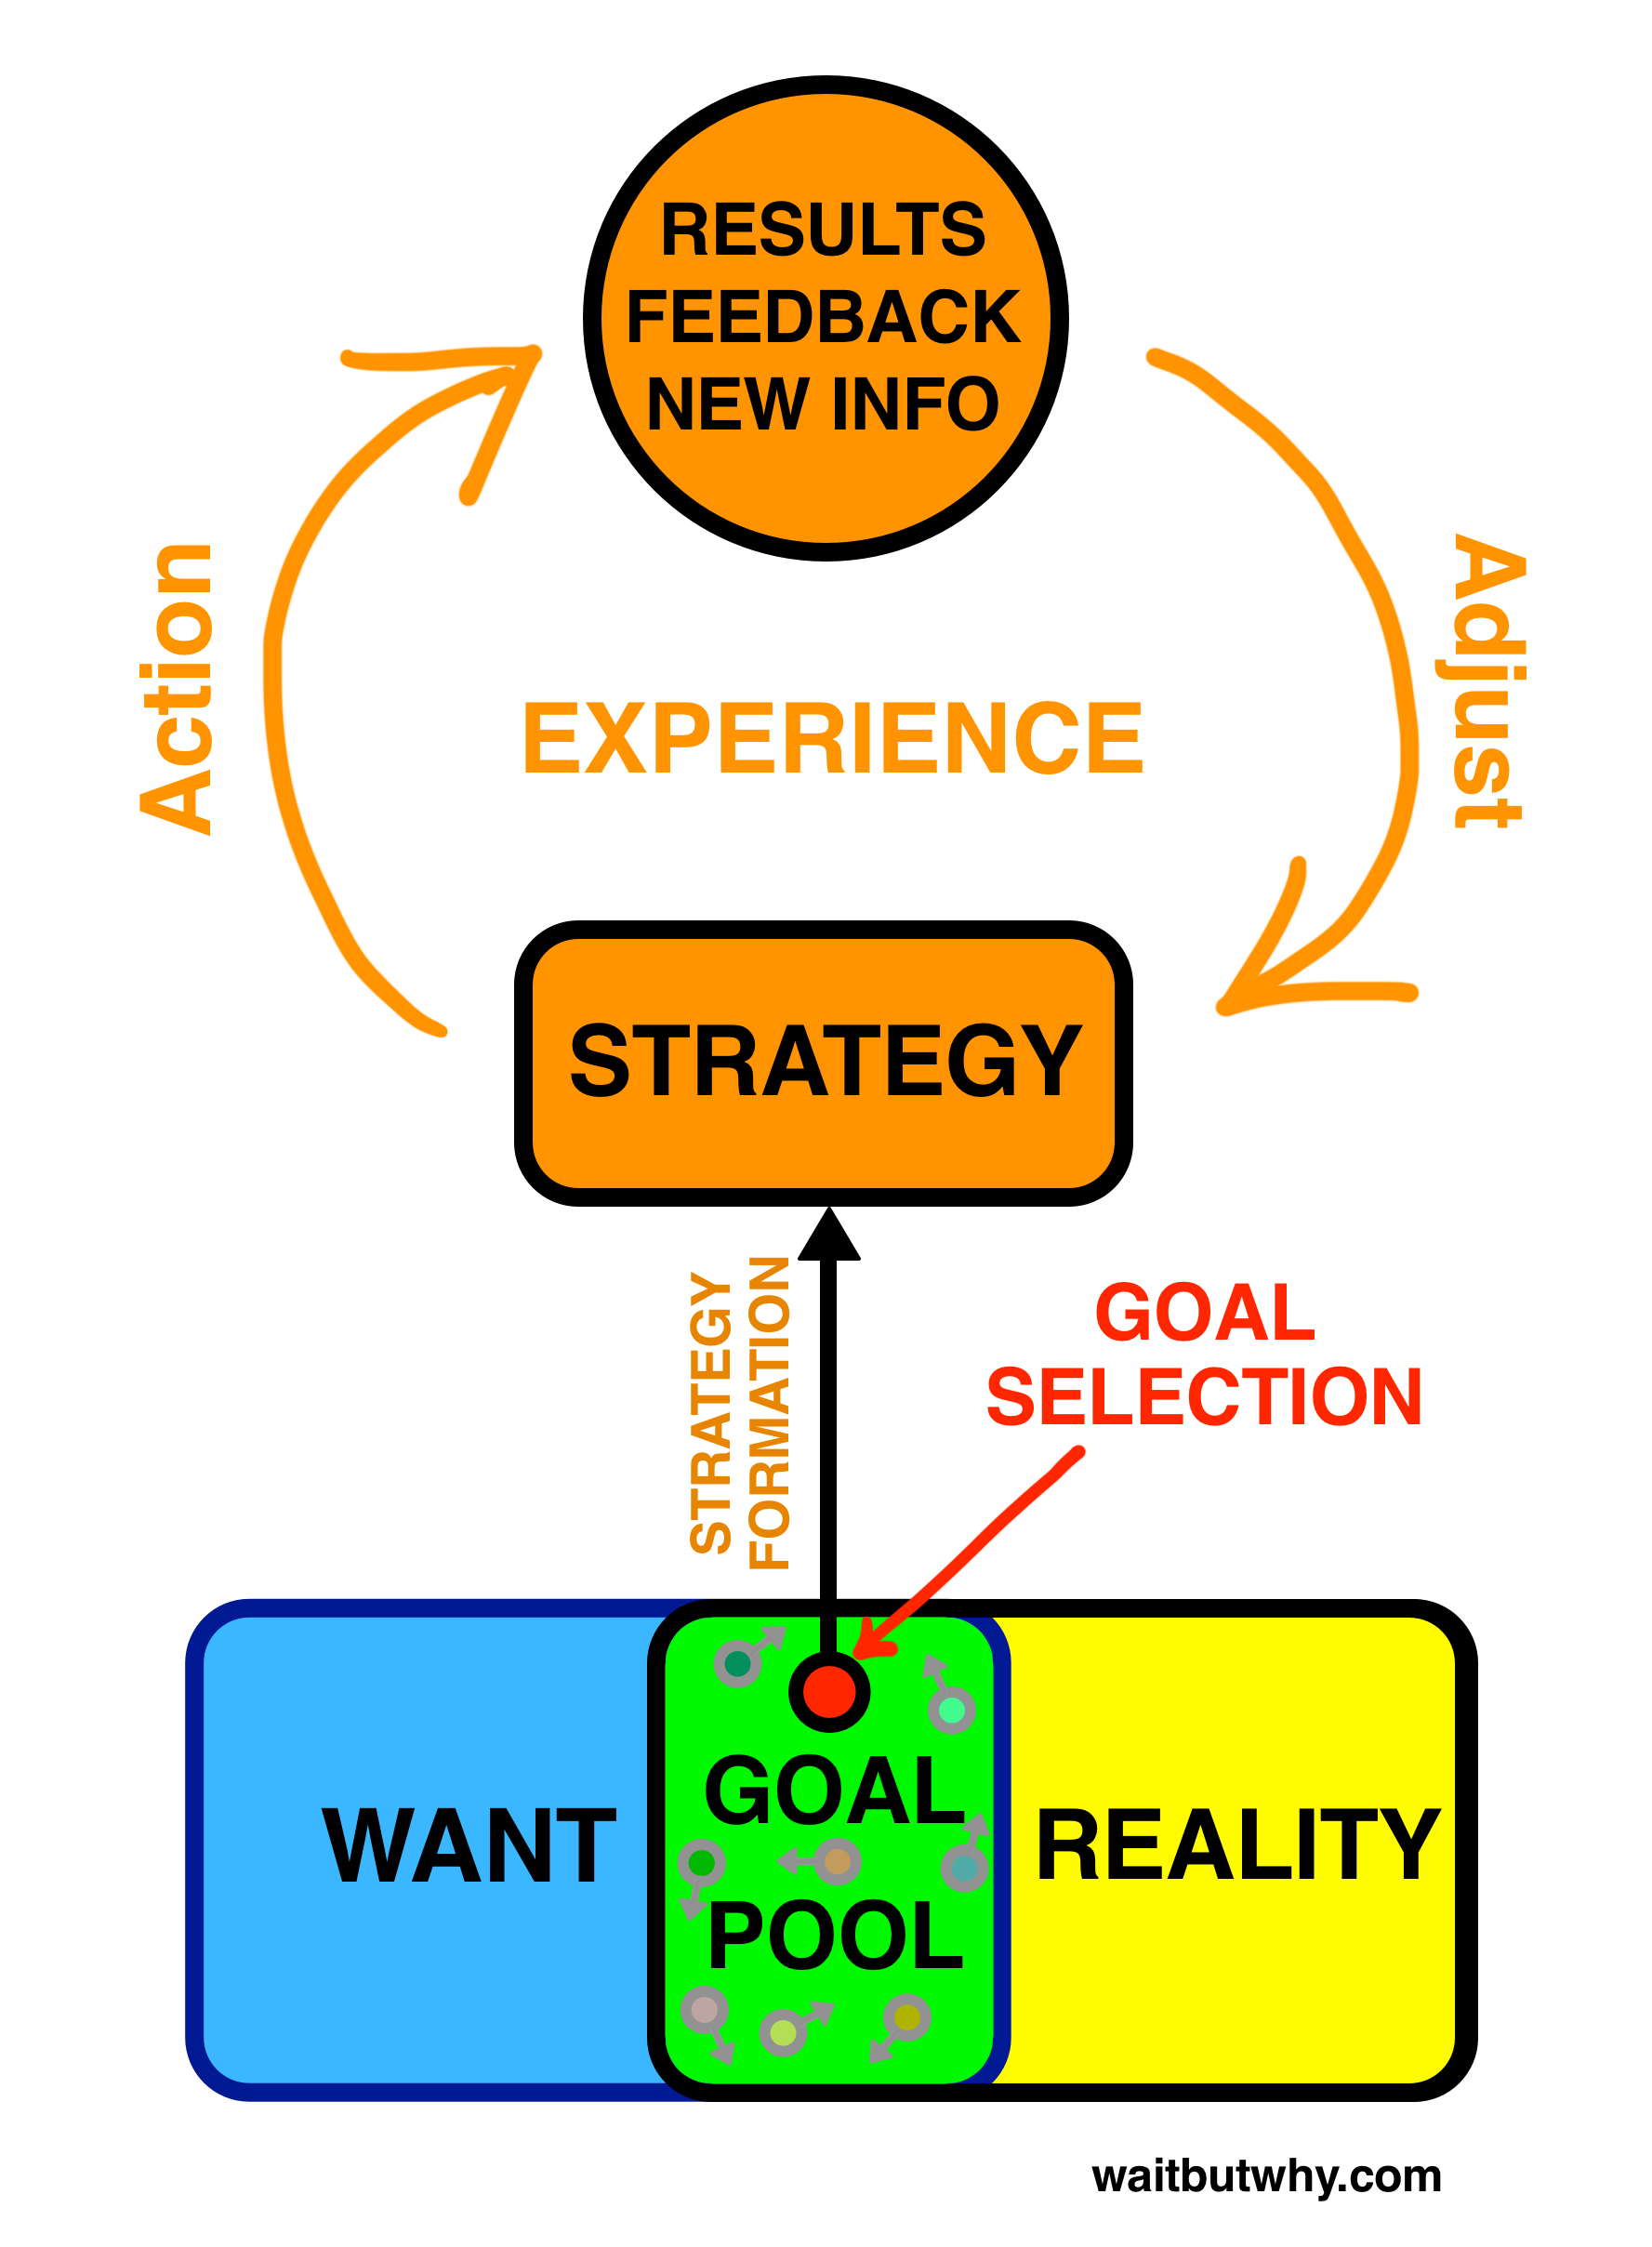 RESULTS
FEEDBACK
NEW INFO
Action
Adjust
EXPERIENCE
STRATEGY
STRATEGY
FORMATION
GOAL
SELECTION
WANT
GOAL
POOL
REALITY
waitbutwhy.com